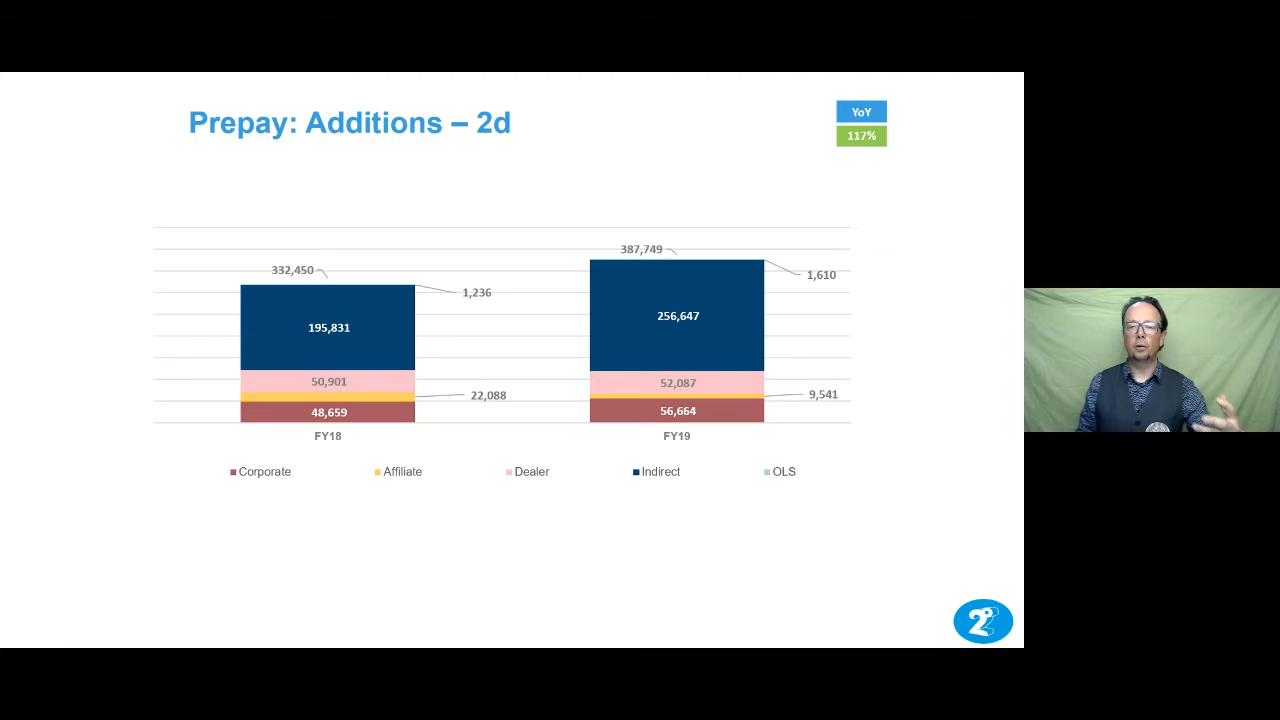 Prepay: Additions – 2d
YoY
117%
332,450
387,749
1,236
1,610
195,831
256,647
50,901
52,087
22,088
9,541
48,659
56,664
FY18
FY19
Corporate
Affiliate
Dealer
Indirect
OLS
2°